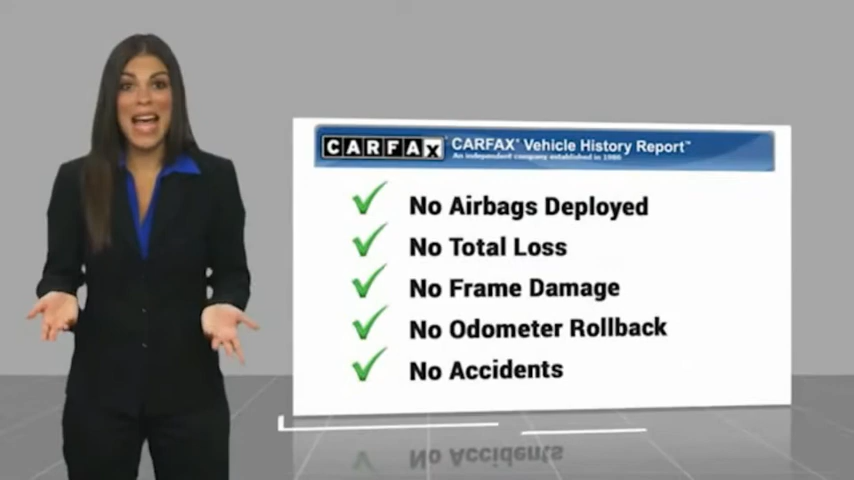 CARFAX CARFAX® Vehicle History Report™
An independent company established in 1986
No Airbags Deployed
No Total Loss
No Frame Damage
No Odometer Rollback
No Accidents
No Accidents